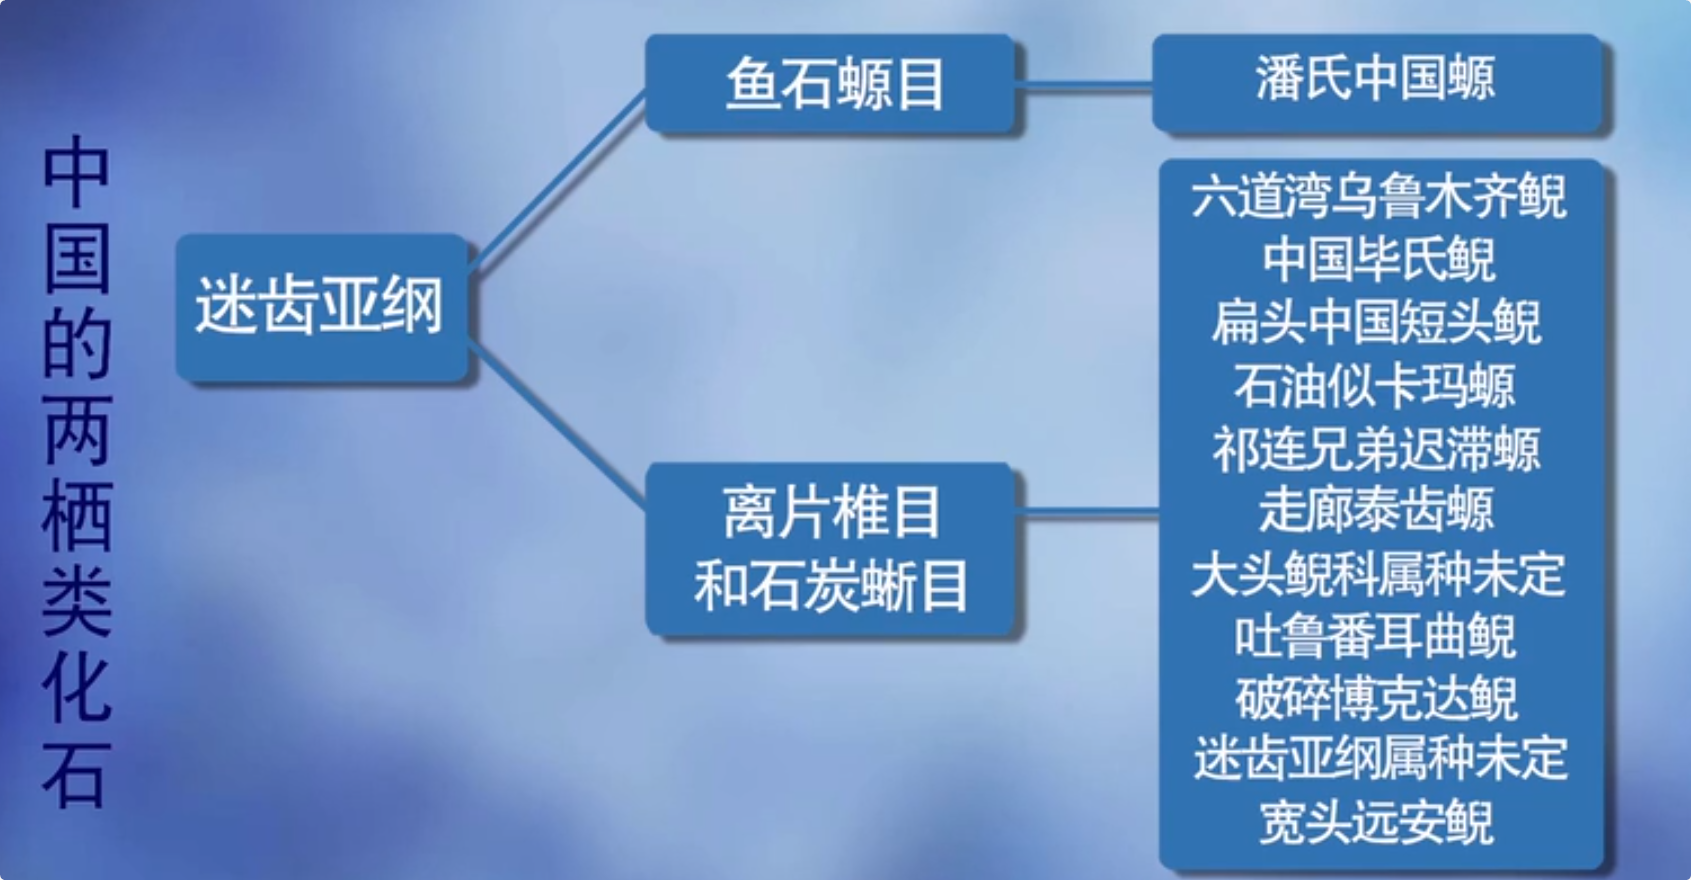 中国的两栖类化石
迷齿亚纲
鱼石螈目
潘氏中国螈
离片椎目
和石炭蜥目
六道湾乌鲁木齐鲵
中国毕氏鲵
扁头中国短头鲵
石油似卡玛螈
祁连兄弟迟滞螈
走廊泰齿螈
大头鲵科属种未定
吐鲁番耳曲鲵
破碎博克达鲵
迷齿亚纲属种未定
宽头远安鲵